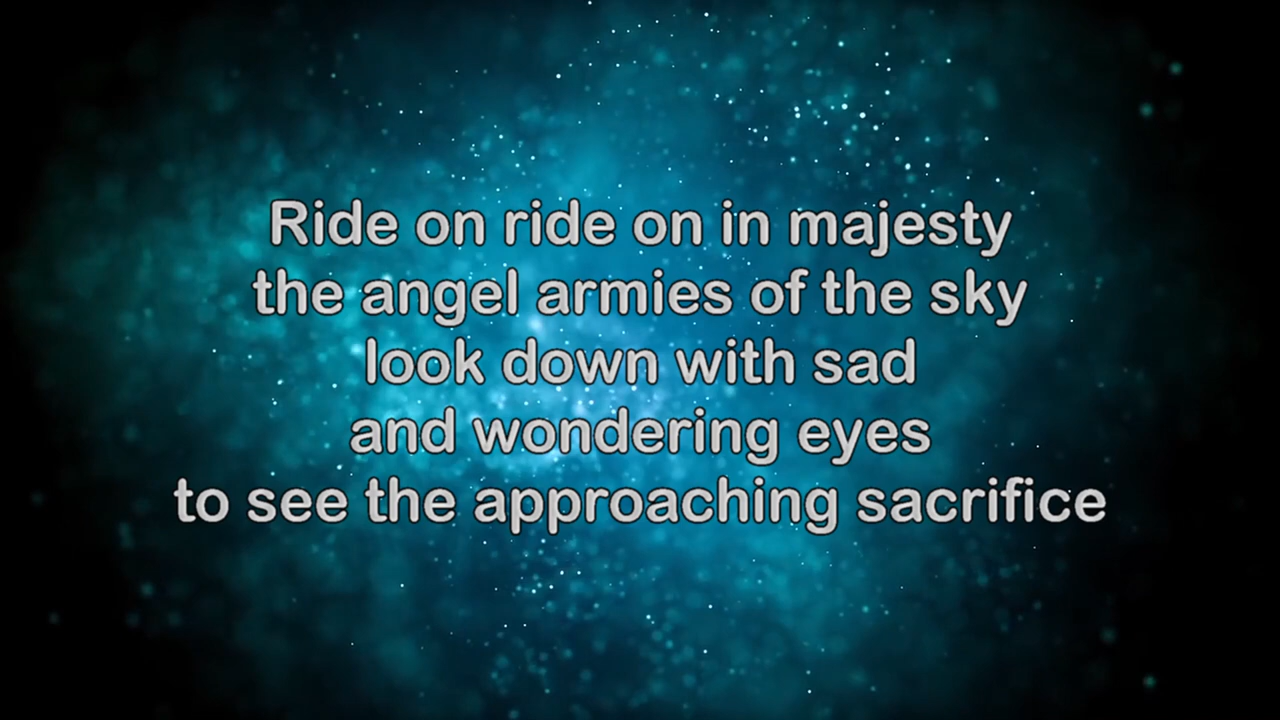 Ride on ride on in majesty
the angel armies of the sky
look down with sad
and wondering eyes
to see the approaching sacrifice